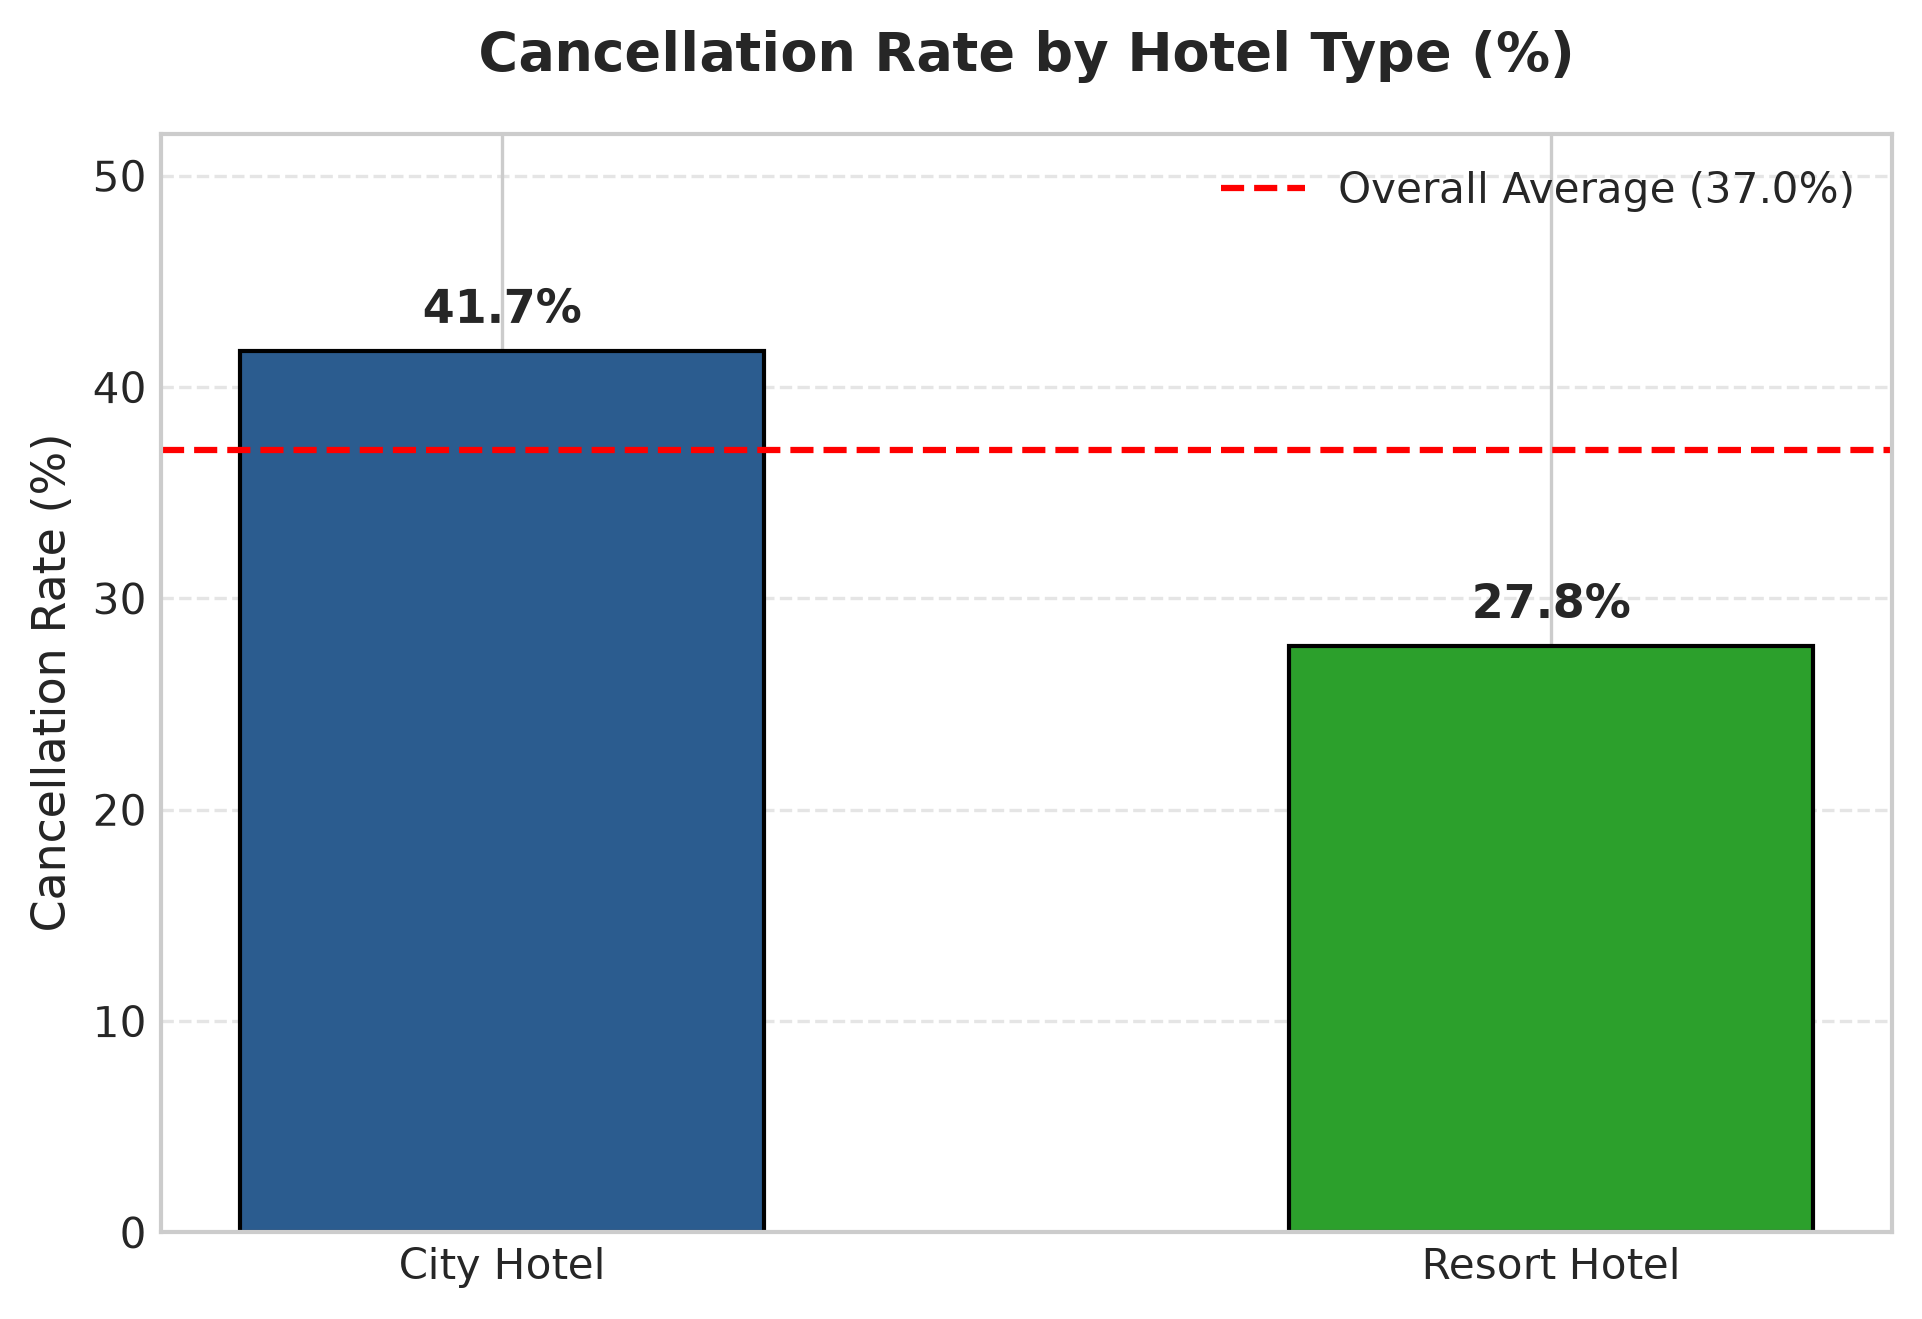 Cancellation Rate by Hotel Type (%)
50
Overall Average (37.0%)
41.7%
40
Cancellation Rate (%)
30
27.8%
20
10
0
City Hotel
Resort Hotel